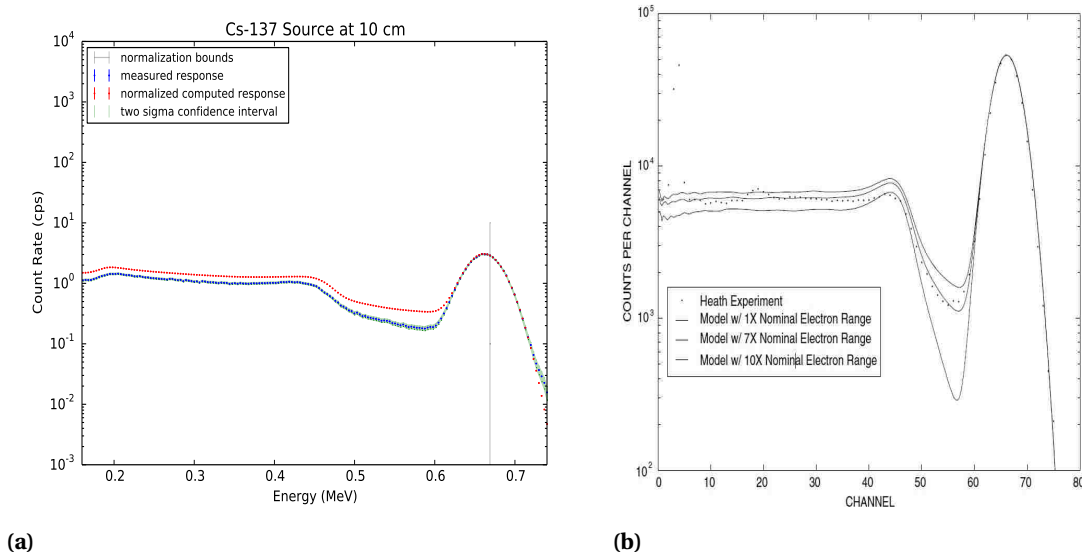 Cs-137 Source at 10 cm
10^4
10^3
10^2
10^1
10^0
10^-1
10^-2
10^-3
Count Rate (cps)
normalization bounds
measured response
normalized computed response
two sigma confidence interval
0.2 0.3 0.4 0.5 0.6 0.7
Energy (MeV)
(a)
10^5
10^4
10^3
10^2
COUNTS PER CHANNEL
Heath Experiment
Model w/ 1X Nominal Electron Range
Model w/ 7X Nominal Electron Range
Model w/ 10X Nominal Electron Range
0 10 20 30 40 50 60 70 80
CHANNEL
(b)